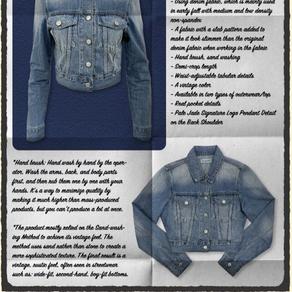 - Using denim fabric, which is mainly used
in early fall with medium and low density
non-spandex
- A fabric with a slub pattern added to
make it look slimmer than the original
denim fabric when working in the fabric
- Hand brush, sand washing
- Semi-crop length
- Waist-adjustable tabular details
- A vintage color
- Available in two types of outerwear/top
- Real pocket details
- Pale Jade Signature Logo Pendant Detail
on the Back Shoulder
"Hand brush: Hand wash by hand by the oper-
ator. Wash the arms, back, and body parts
first, and then rub them one by one with your
hands. It's a way to maximize quality by
making it much higher than mass-produced
products, but you can't produce a lot at once.
"The product mostly relied on the Sand-wash-
ing Method to achieve its vintage feel. The
method uses sand rather than stone to create a
more sophisticated texture. The final result is a
vintage, rustic feel, often seen in streetwear
such as: wide-fit, second-hand, boy-fit bottoms.